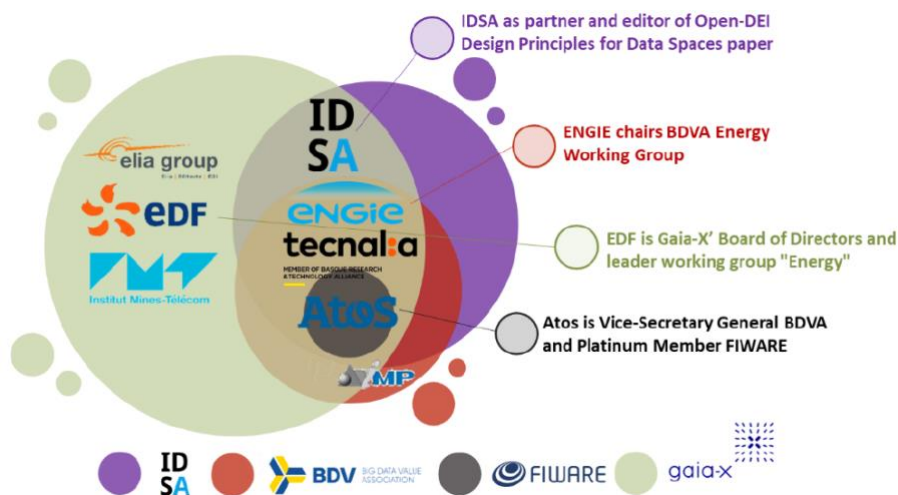 IDSA as partner and editor of Open-DEI
Design Principles for Data Spaces paper
ID
SA
ENGIE chairs BDVA Energy
Working Group
elia group
eDF
ENGIE
tecnal:a
MEMBER OF BASQUE RESEARCH
& TECHNOLOGY ALLIANCE
EDF is Gaia-X' Board of Directors and
leader working group "Energy"
Institut Mines-Télécom
Atos
Atos is Vice-Secretary General BDVA
and Platinum Member FIWARE
ID
SA
BDV BIG DATA VALUE
ASSOCIATION
FIWARE
gaia-x